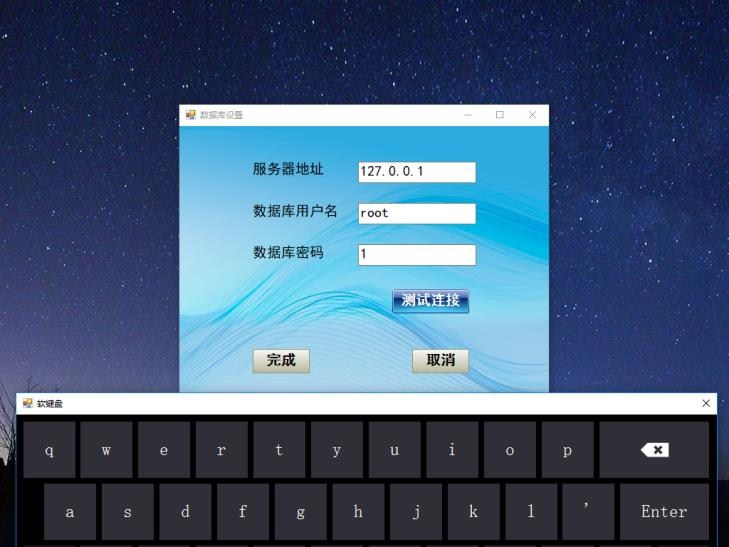 数据库设置
服务器地址 127.0.0.1
数据库用户名 root
数据库密码 1
测试连接
完成 取消
软键盘
q w e r t y u i o p
a s d f g h j k l ' Enter